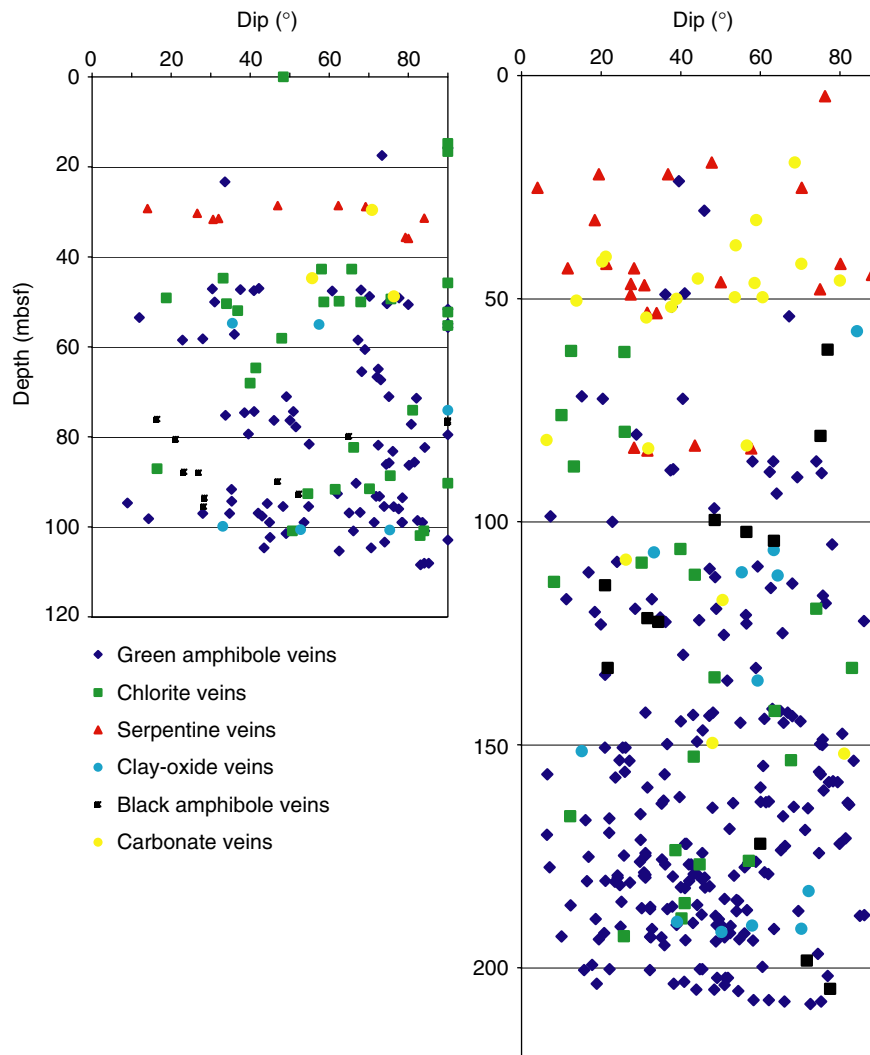 Dip (°)
0 20 40 60 80
0
20
40
60
80
100
120
Depth (mbsf)
Green amphibole veins
Chlorite veins
Serpentine veins
Clay-oxide veins
Black amphibole veins
Carbonate veins
Dip (°)
0 20 40 60 80
0
50
100
150
200